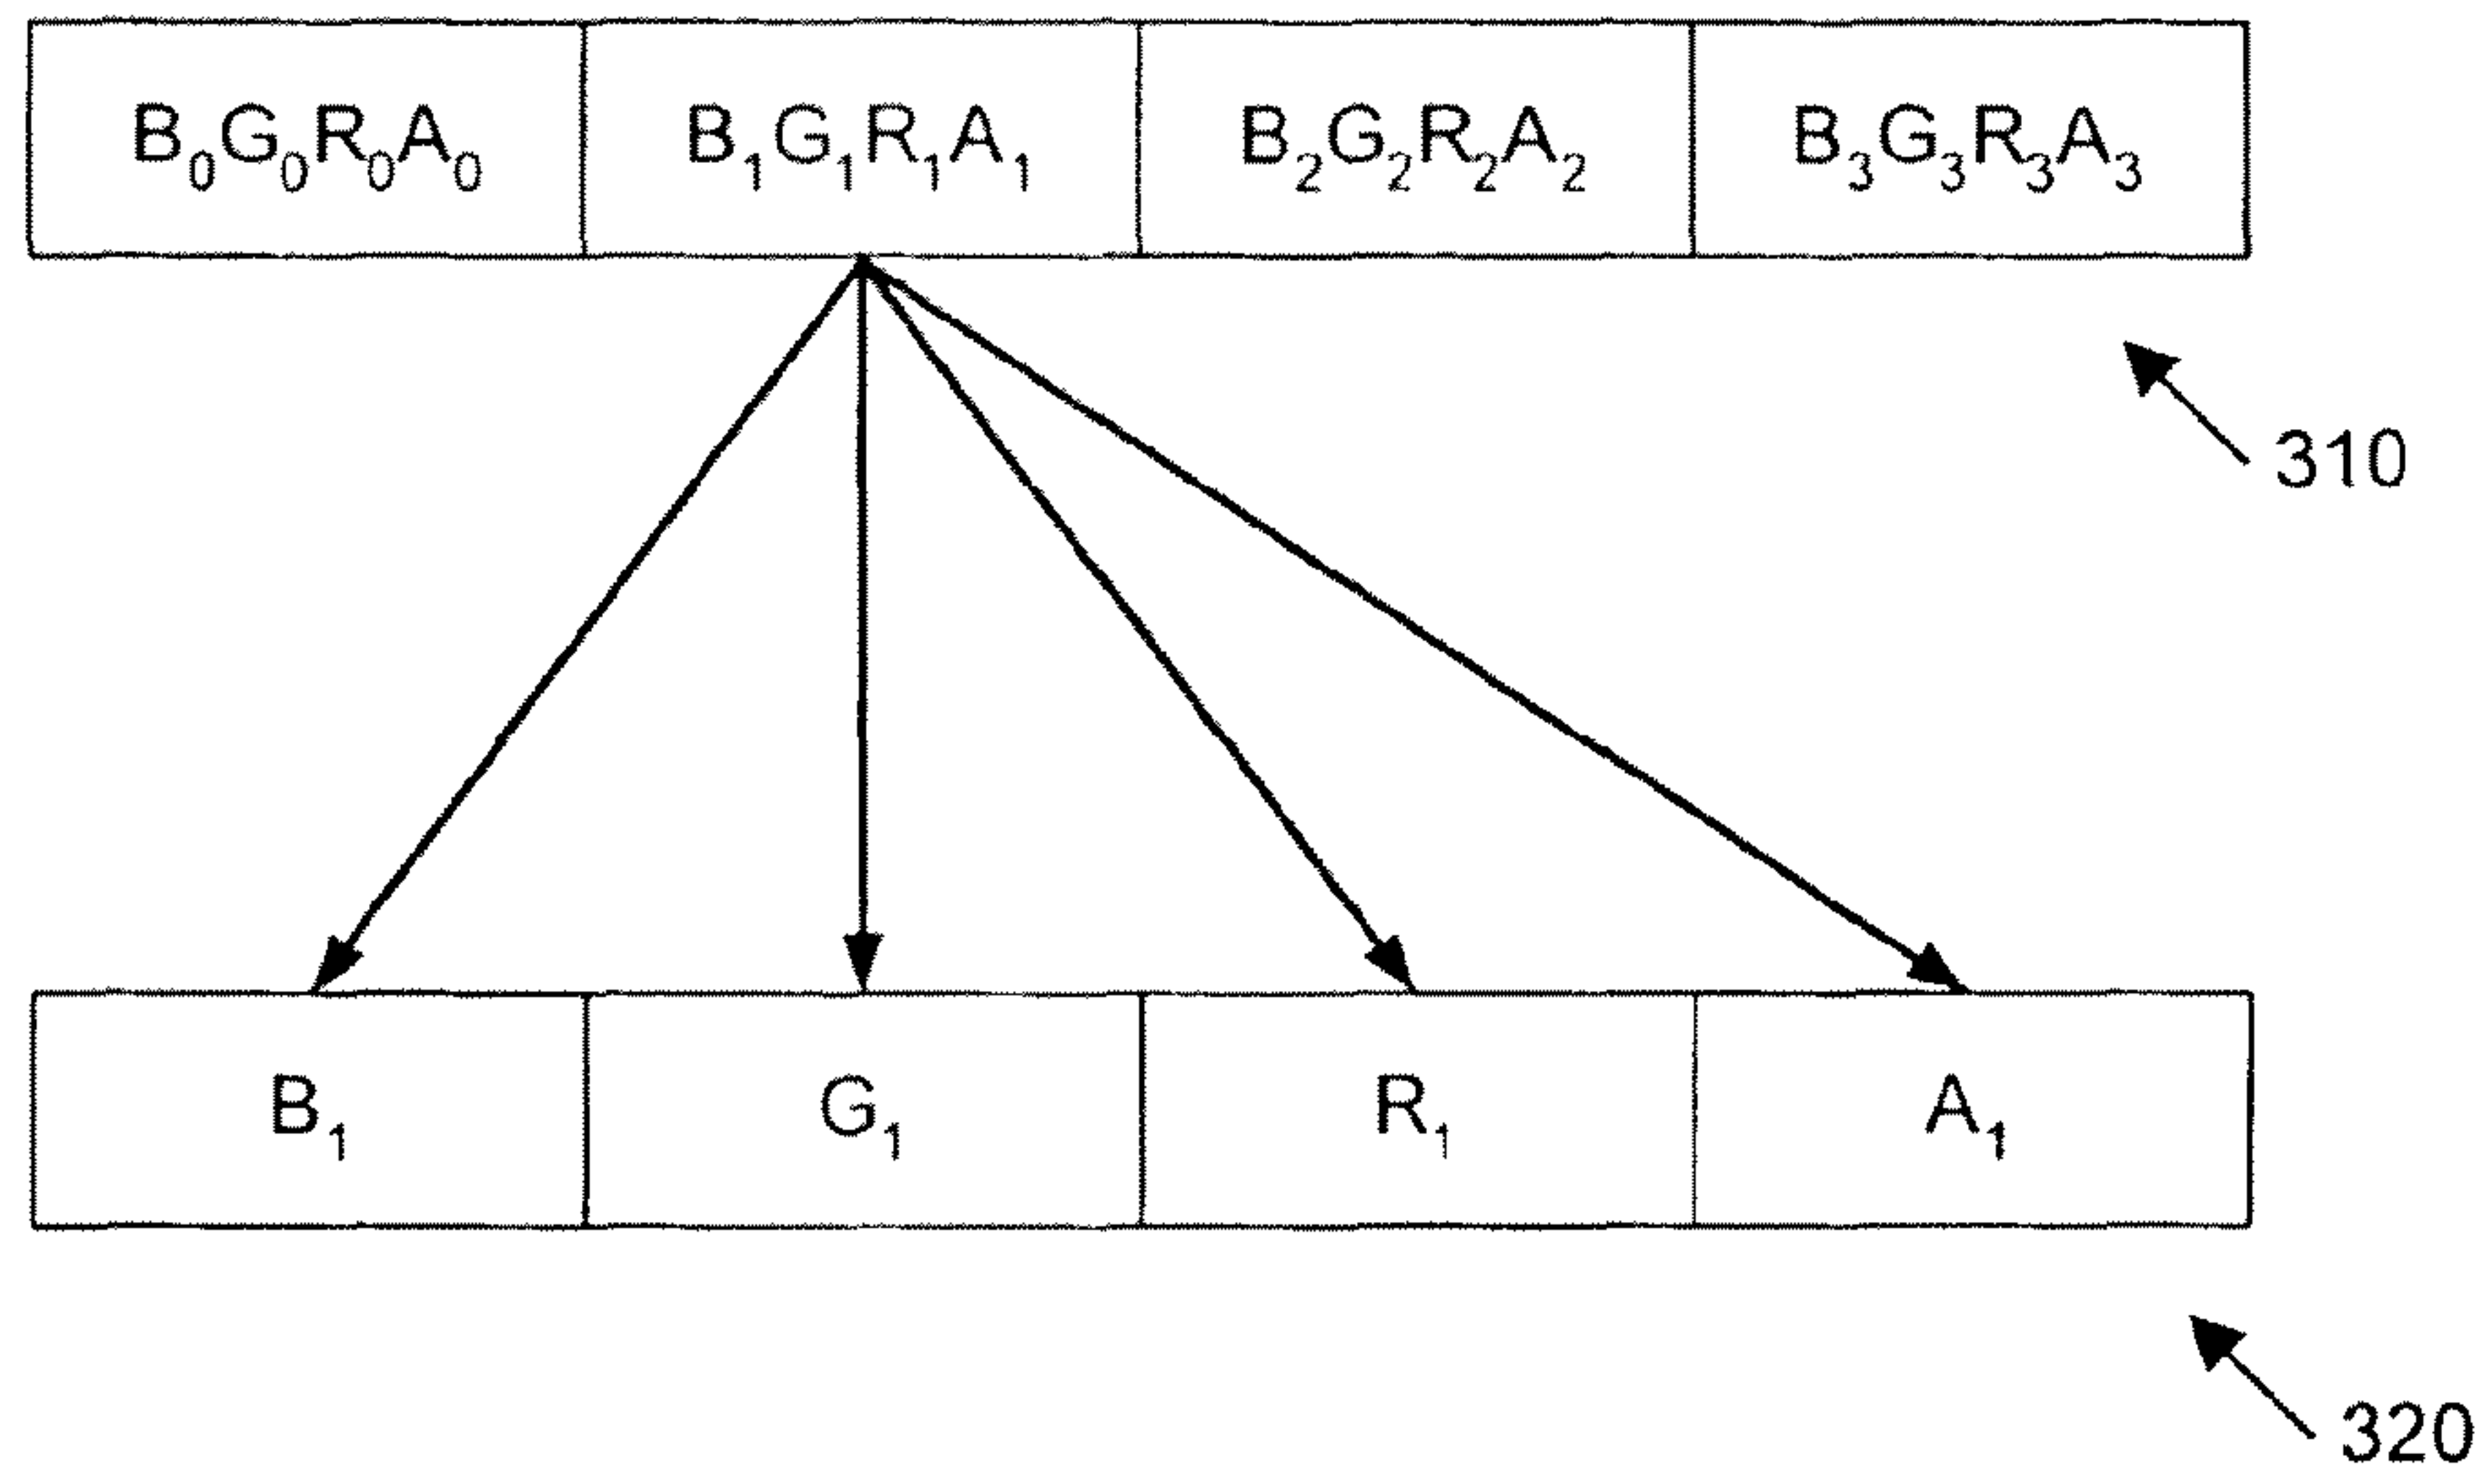 B₀G₀R₀A₀ B₁G₁R₁A₁ B₂G₂R₂A₂ B₃G₃R₃A₃
310
B₁ G₁ R₁ A₁
320